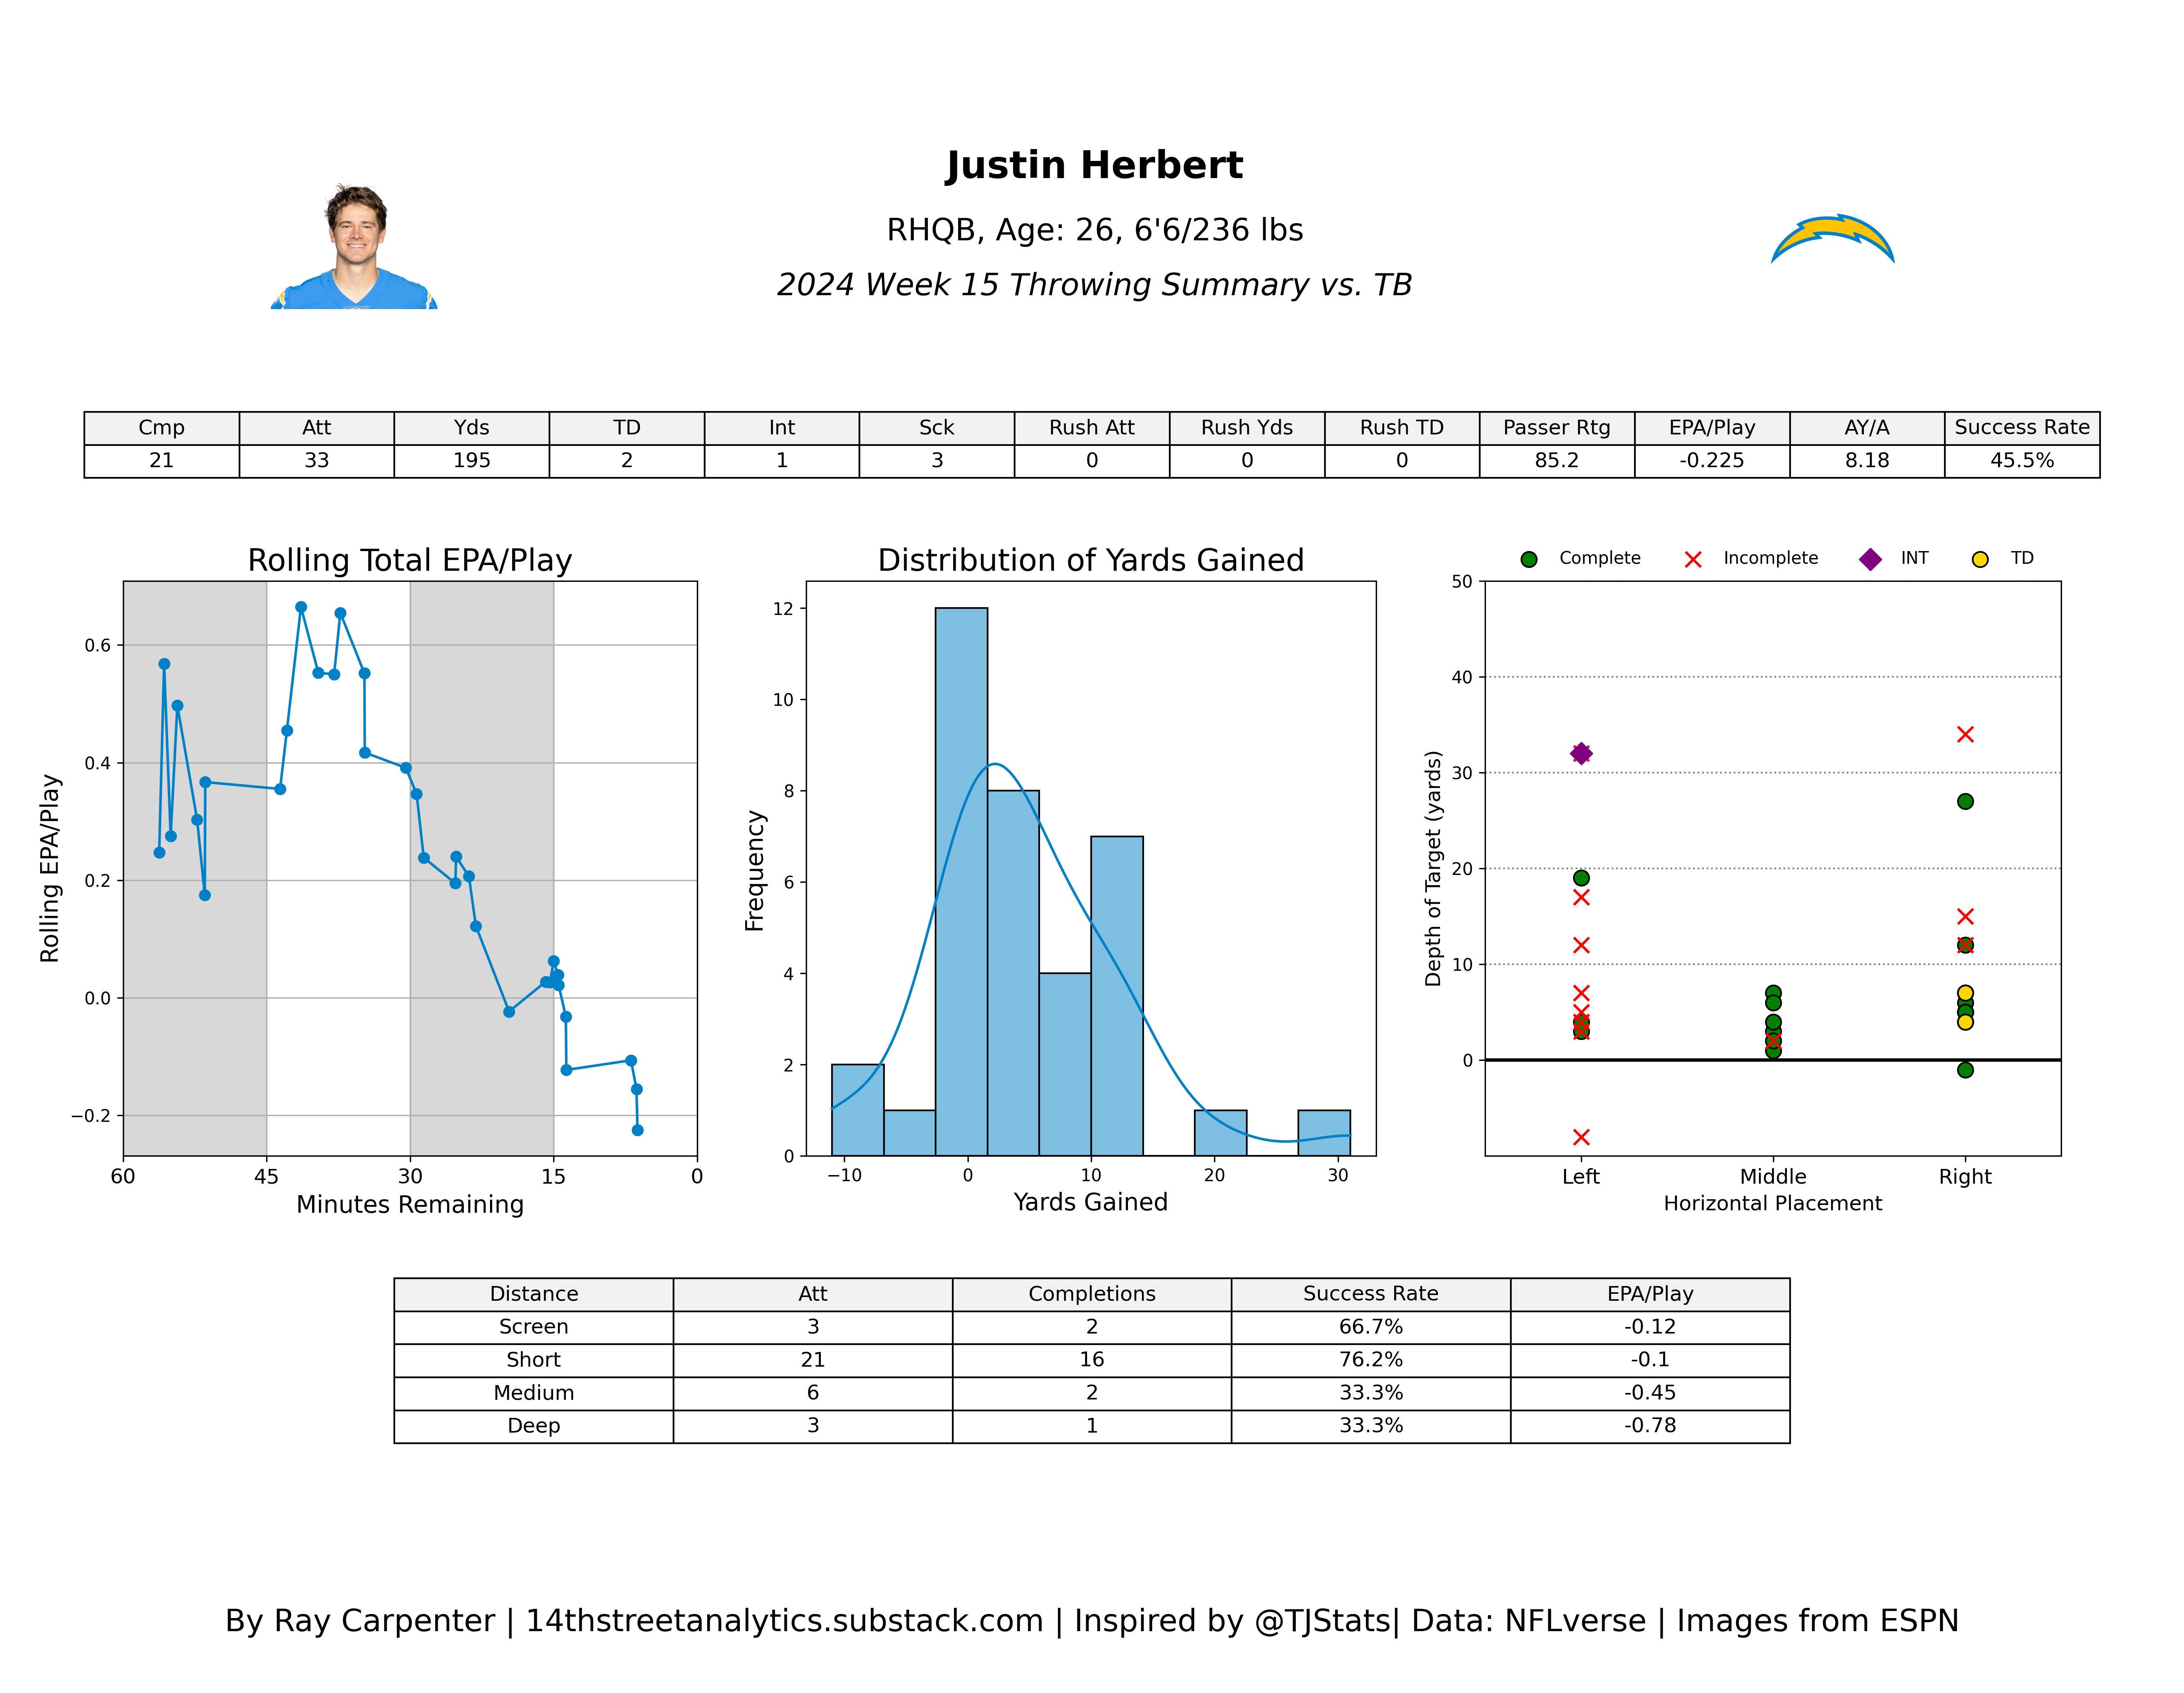 Justin Herbert
RHQB, Age: 26, 6'6/236 lbs
2024 Week 15 Throwing Summary vs. TB
Cmp Att Yds TD Int Sck Rush Att Rush Yds Rush TD Passer Rtg EPA/Play AY/A Success Rate
21 33 195 2 1 3 0 0 0 85.2 -0.225 8.18 45.5%
Rolling Total EPA/Play
0.6
0.4
0.2
0.0
−0.2
Rolling EPA/Play
60 45 30 15 0
Minutes Remaining
Distribution of Yards Gained
12
10
8
6
4
2
0
Frequency
−10 0 10 20 30
Yards Gained
Complete Incomplete INT TD
50
40
30
20
10
0
Depth of Target (yards)
Left Middle Right
Horizontal Placement
Distance Att Completions Success Rate EPA/Play
Screen 3 2 66.7% -0.12
Short 21 16 76.2% -0.1
Medium 6 2 33.3% -0.45
Deep 3 1 33.3% -0.78
By Ray Carpenter | 14thstreetanalytics.substack.com | Inspired by @TJStats| Data: NFLverse | Images from ESPN